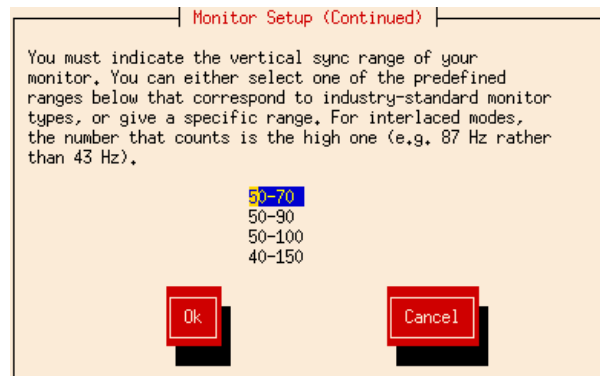 Monitor Setup (Continued)
You must indicate the vertical sync range of your
monitor. You can either select one of the predefined
ranges below that correspond to industry-standard monitor
types, or give a specific range. For interlaced modes,
the number that counts is the high one (e.g. 87 Hz rather
than 43 Hz).
50-70
50-90
50-100
40-150
Ok Cancel